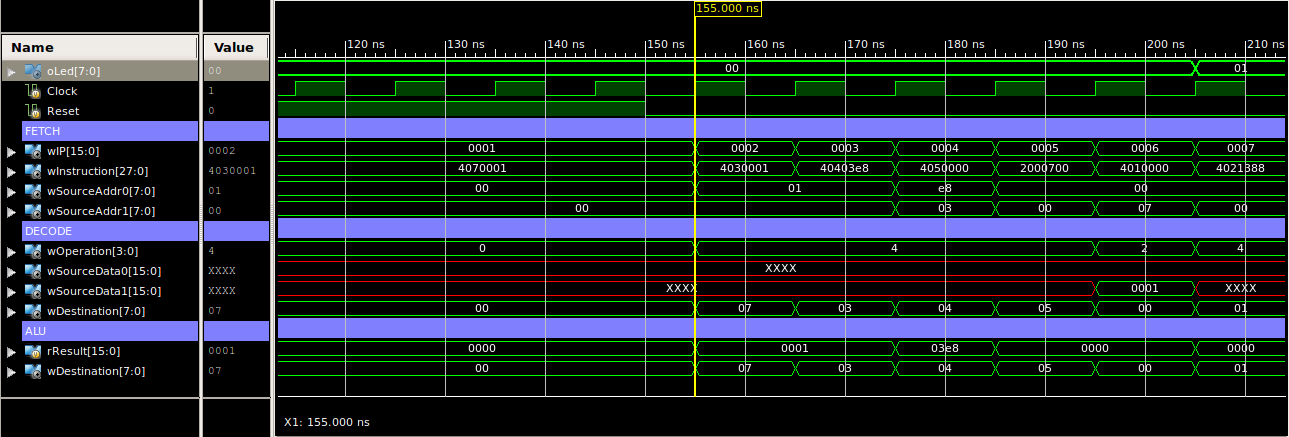 155.000 ns
Name Value
120 ns 130 ns 140 ns 150 ns 160 ns 170 ns 180 ns 190 ns 200 ns 210 ns
oLed[7:0] 00 00 01
Clock 1
Reset 0
FETCH
wIP[15:0] 0002 0001 0002 0003 0004 0005 0006 0007
wInstruction[27:0] 4030001 4070001 4030001 40403e8 4050000 2000700 4010000 4021388
wSourceAddr0[7:0] 01 00 01 e8 00
wSourceAddr1[7:0] 00 00 03 00 07 00
DECODE
wOperation[3:0] 4 0 4 2 4
wSourceData0[15:0] XXXX XXXX
wSourceData1[15:0] XXXX XXXX 0001 XXXX
wDestination[7:0] 07 00 07 03 04 05 00 01
ALU
rResult[15:0] 0001 0000 0001 03e8 0000 0000
wDestination[7:0] 07 00 07 03 04 05 00 01
X1: 155.000 ns